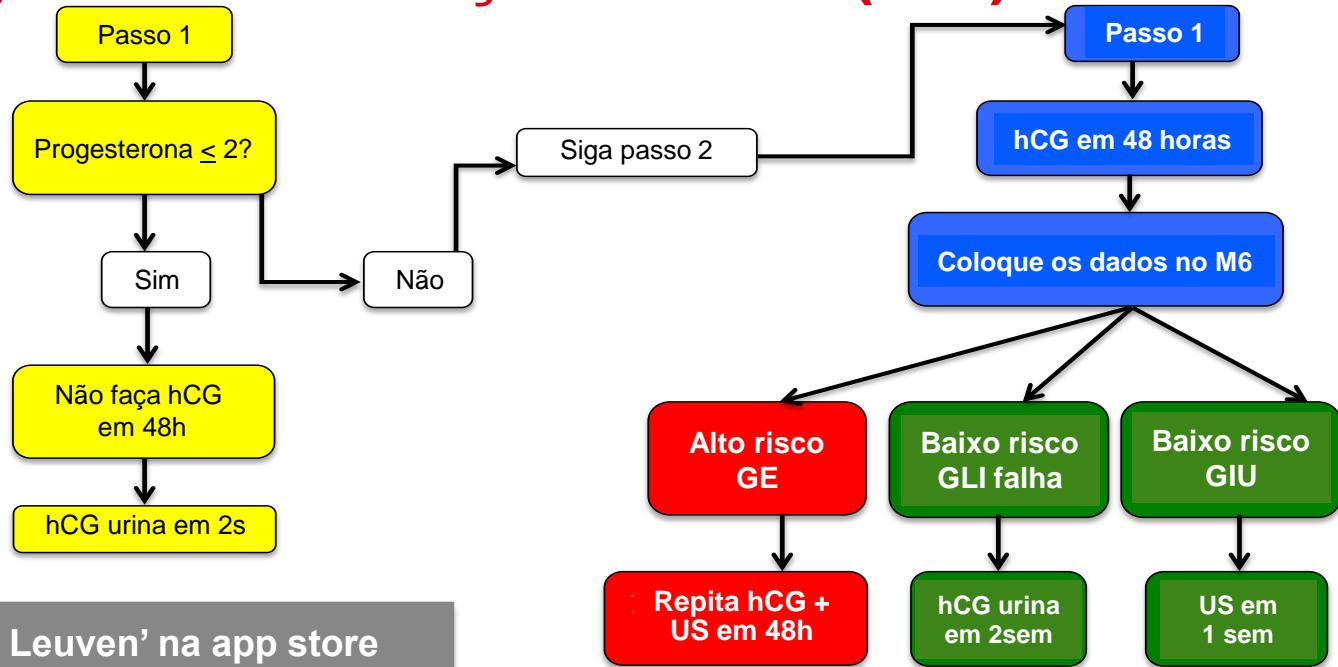 Passo 1
Progesterona ≤ 2?
Sim
Não faça hCG
em 48h
hCG urina em 2s
Não
Siga passo 2
Passo 1
hCG em 48 horas
Coloque os dados no M6
Alto risco
GE
Repita hCG +
US em 48h
Baixo risco
GLI falha
hCG urina
em 2sem
Baixo risco
GIU
US em
1 sem
Leuven’ na app store